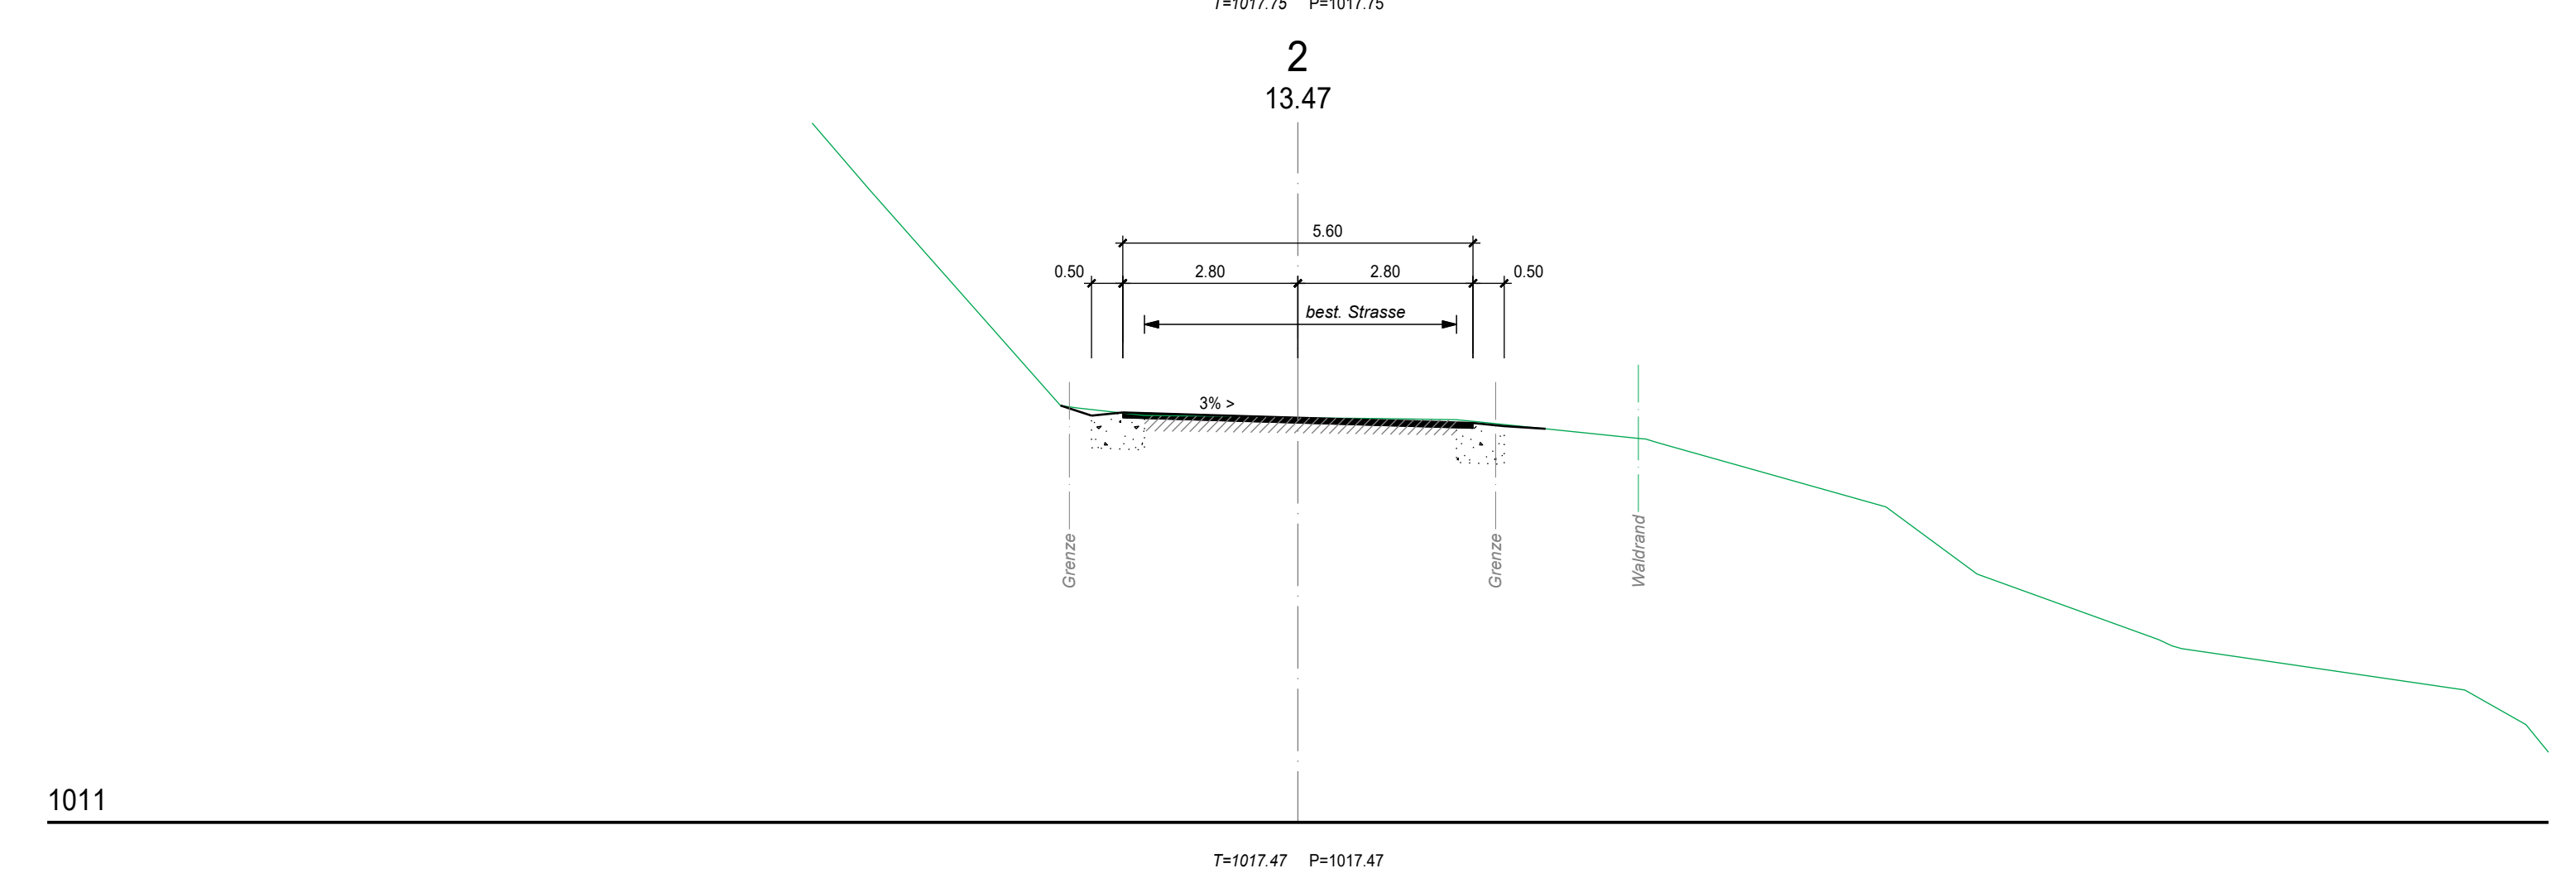 T=1017.75 P=1017.75
2
13.47
5.60
0.50 2.80 2.80 0.50
best. Strasse
3% >
Grenze Grenze Waldrand
1011
T=1017.47 P=1017.47